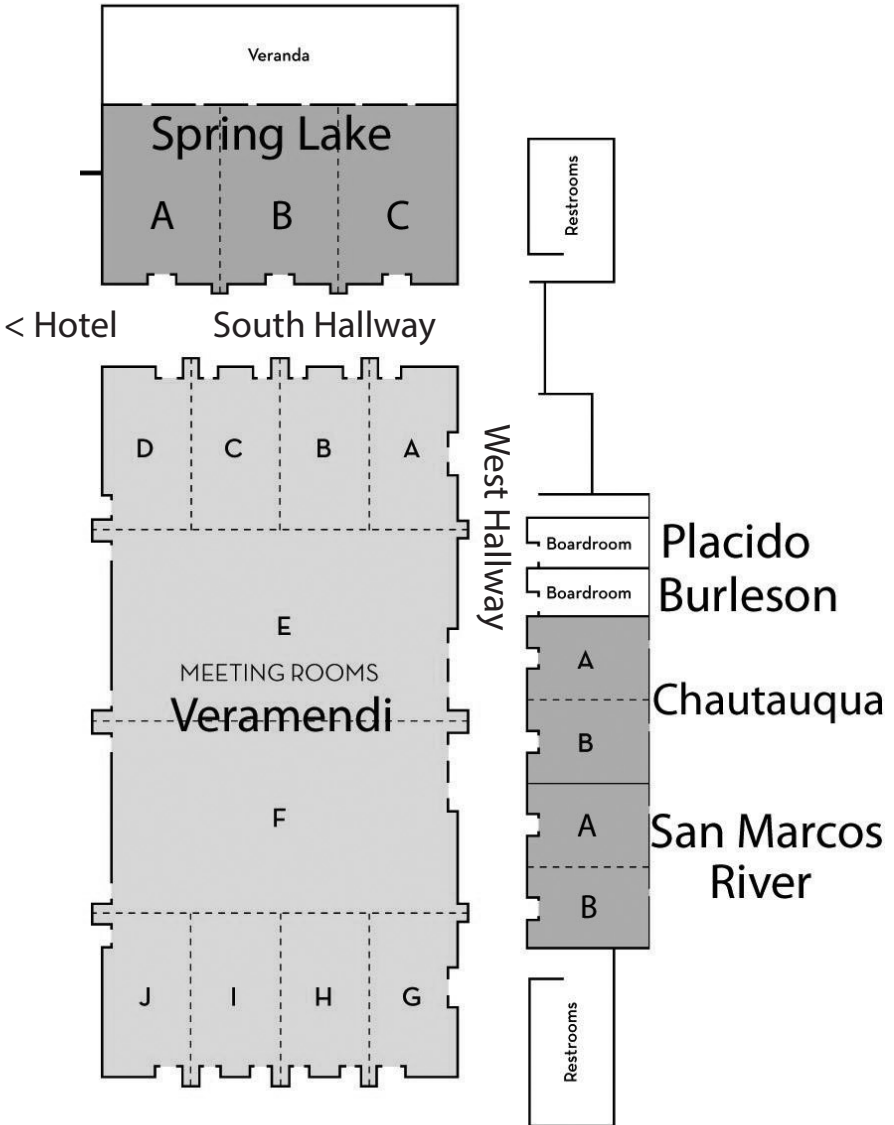 Veranda
Spring Lake
A B C
Restrooms
< Hotel South Hallway
D C B A
West Hallway
Boardroom Placido
Boardroom Burleson
E
MEETING ROOMS
Veramendi
A
Chautauqua
B
F
A
San Marcos
River
B
J I H G
Restrooms